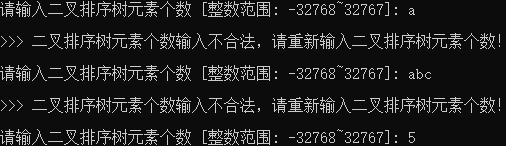 请输入二叉排序树元素个数 [整数范围: -32768~32767]: a
>>> 二叉排序树元素个数输入不合法，请重新输入二叉排序树元素个数!
请输入二叉排序树元素个数 [整数范围: -32768~32767]: abc
>>> 二叉排序树元素个数输入不合法，请重新输入二叉排序树元素个数!
请输入二叉排序树元素个数 [整数范围: -32768~32767]: 5